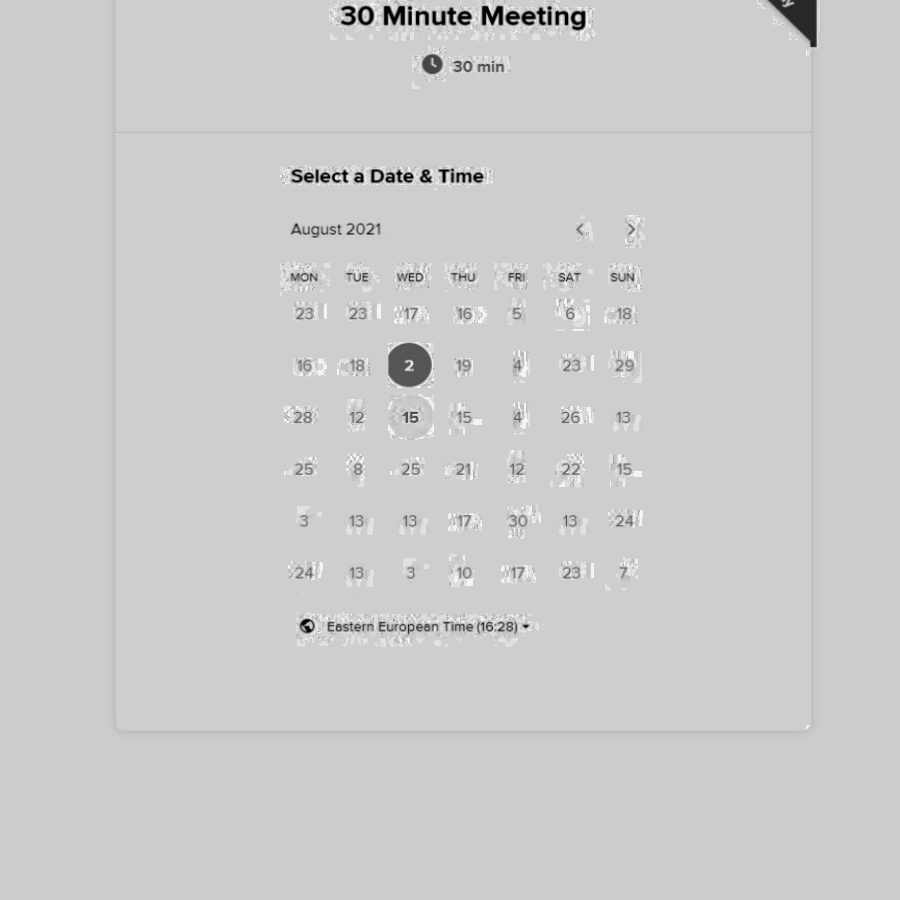 30 Minute Meeting
30 min
Select a Date & Time
August 2021
MON TUE WED THU FRI SAT SUN
23 23 17 16 5 6 18
16 18 2 19 4 23 29
28 12 15 15 4 26 13
25 8 25 21 12 22 15
3 13 13 17 30 13 24
24 13 3 10 17 23 7
Eastern European Time (16:28)